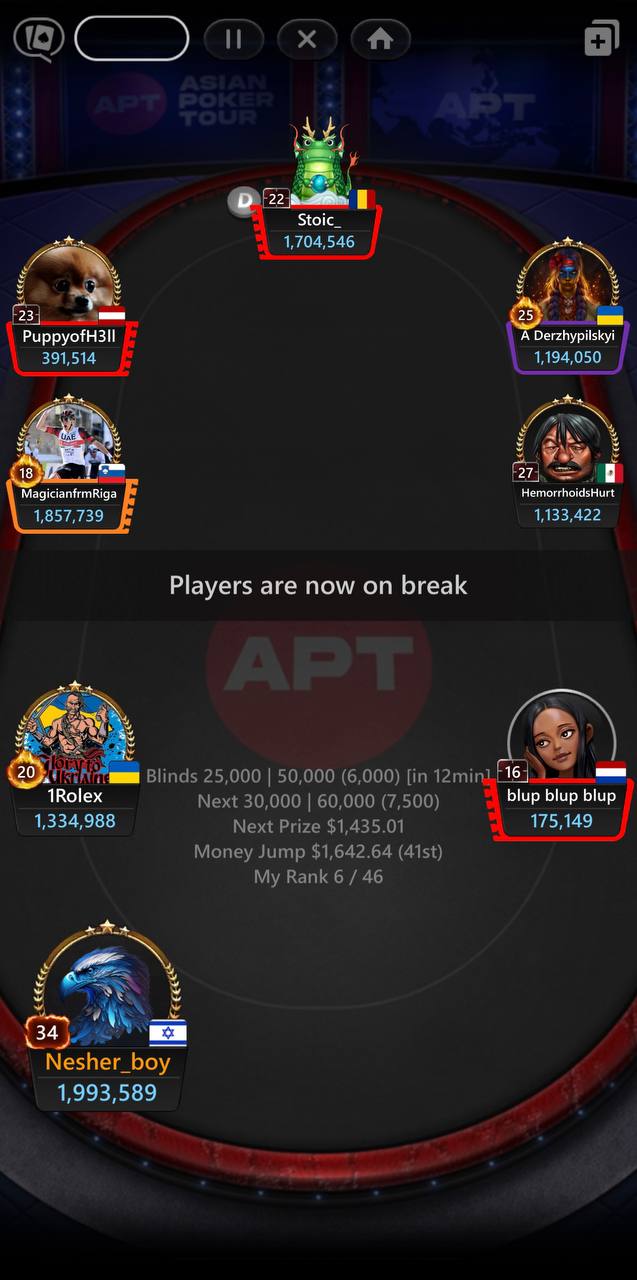 APT
ASIAN
POKER
TOUR
APT
D
22
Stoic_
1,704,546
23
PuppyofH3ll
391,514
25
A Derzhypilskyi
1,194,050
UAE
18
MagicianfrmRiga
1,857,739
27
HemorrhoidsHurt
1,133,422
Players are now on break
APT
20
1Rolex
1,334,988
16
blup blup blup
175,149
Blinds 25,000 | 50,000 (6,000) [in 12min]
Next 30,000 | 60,000 (7,500)
Next Prize $1,435.01
Money Jump $1,642.64 (41st)
My Rank 6 / 46
34
Nesher_boy
1,993,589